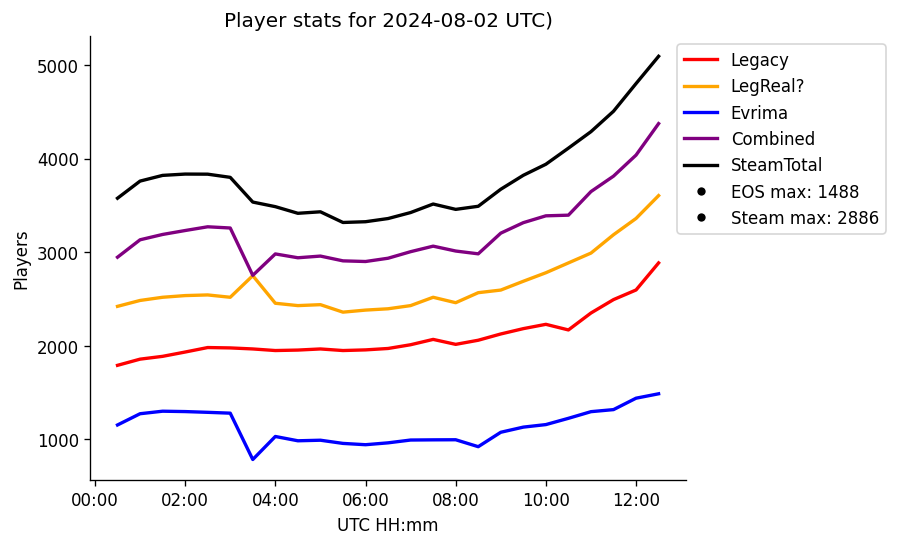 Player stats for 2024-08-02 UTC)
5000
4000
3000
2000
1000
Players
00:00 02:00 04:00 06:00 08:00 10:00 12:00
UTC HH:mm
Legacy
LegReal?
Evrima
Combined
SteamTotal
EOS max: 1488
Steam max: 2886